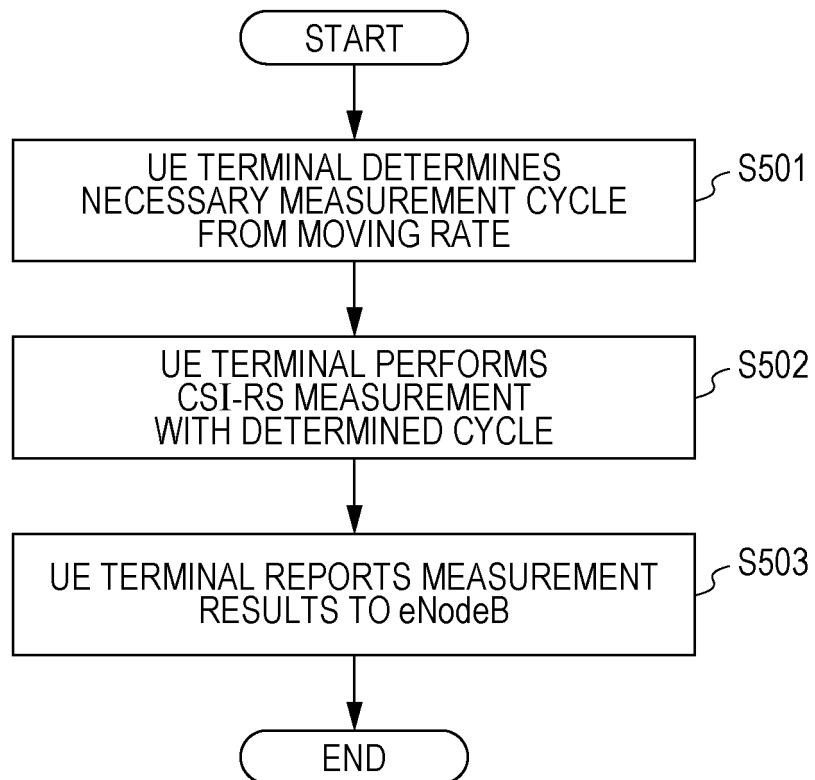 START
UE TERMINAL DETERMINES
NECESSARY MEASUREMENT CYCLE
FROM MOVING RATE
S501
UE TERMINAL PERFORMS
CSI-RS MEASUREMENT
WITH DETERMINED CYCLE
S502
UE TERMINAL REPORTS MEASUREMENT
RESULTS TO eNodeB
S503
END